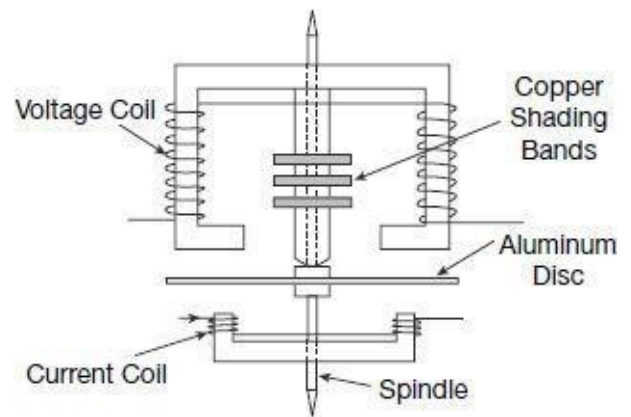 Voltage Coil
Copper
Shading
Bands
Aluminum
Disc
Current Coil
Spindle